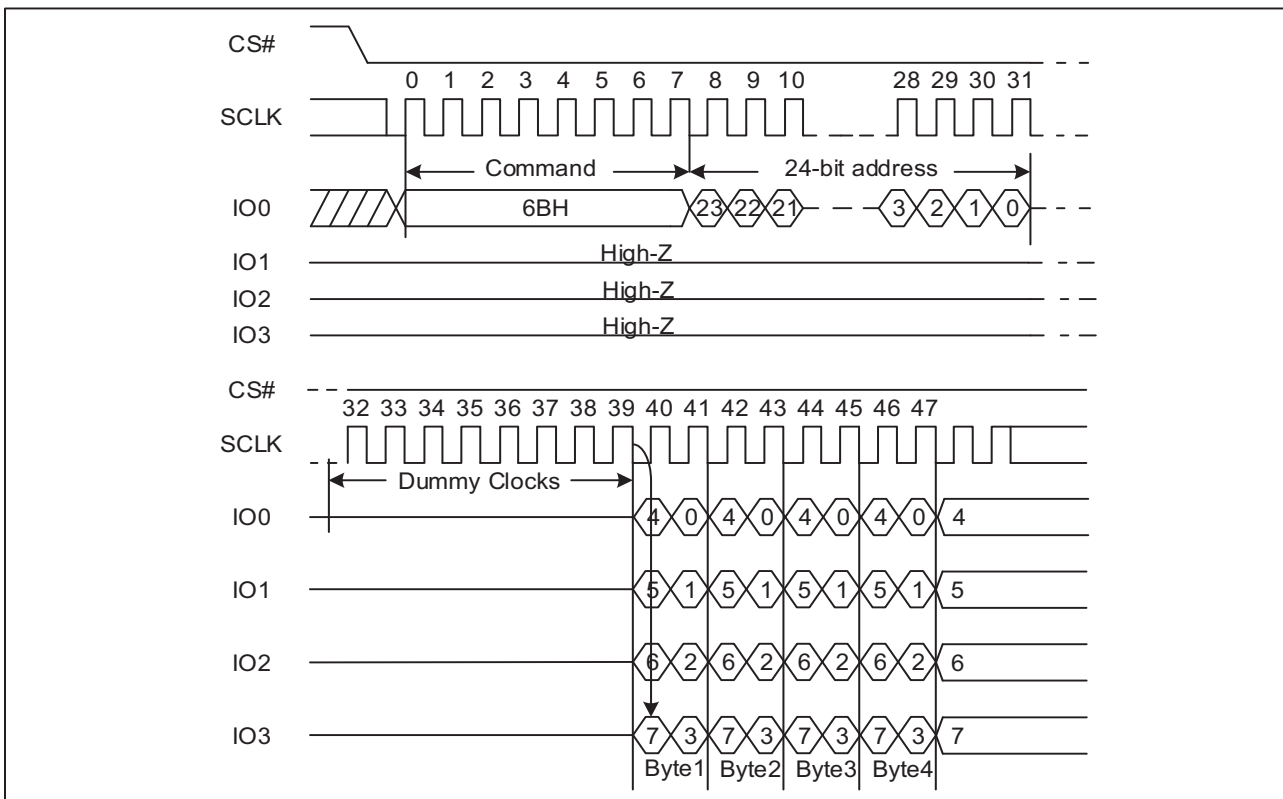 CS#
0 1 2 3 4 5 6 7 8 9 10 28 29 30 31
SCLK
Command 24-bit address
IO0 6BH 23 22 21 3 2 1 0
IO1 High-Z
IO2 High-Z
IO3 High-Z
CS#
32 33 34 35 36 37 38 39 40 41 42 43 44 45 46 47
SCLK
Dummy Clocks
IO0 4 0 4 0 4 0 4 0 4
IO1 5 1 5 1 5 1 5 1 5
IO2 6 2 6 2 6 2 6 2 6
IO3 7 3 7 3 7 3 7 3 7
Byte1 Byte2 Byte3 Byte4